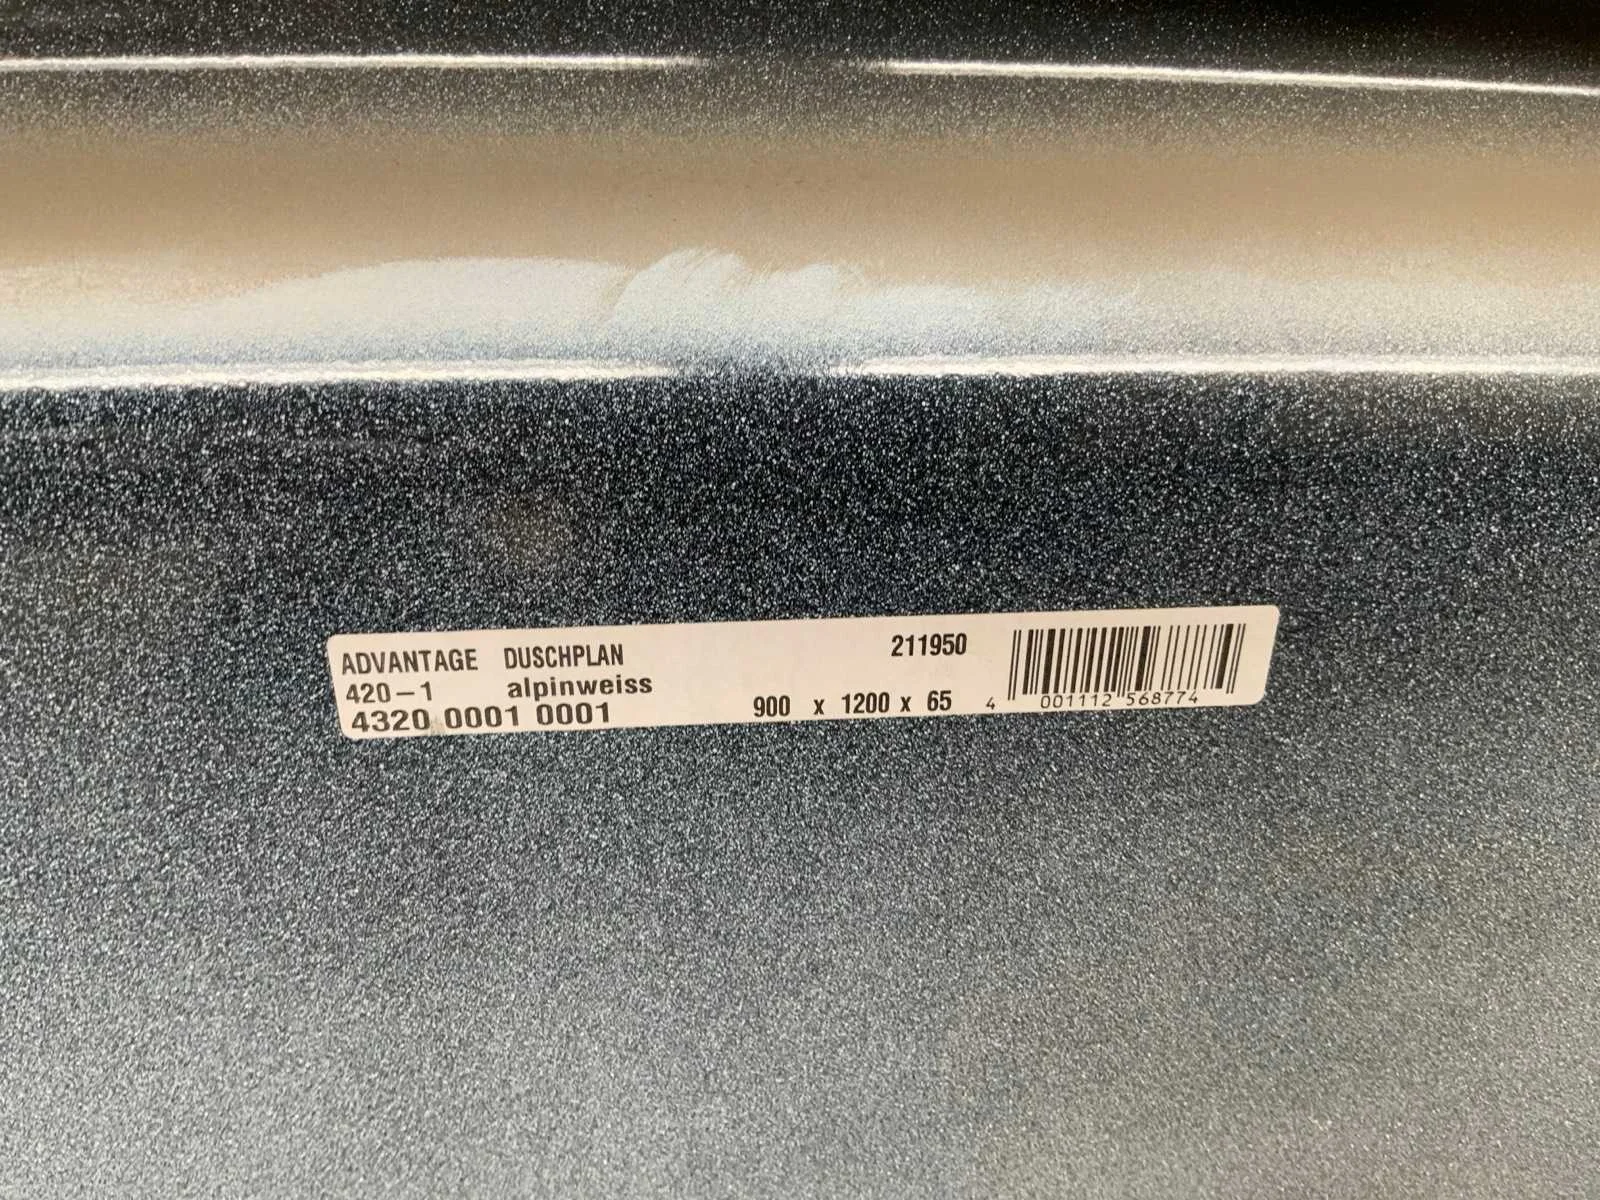 ADVANTAGE DUSCHPLAN 211950
420-1 alpinweiss
4320 0001 0001 900 x 1200 x 65
4 001112 568774